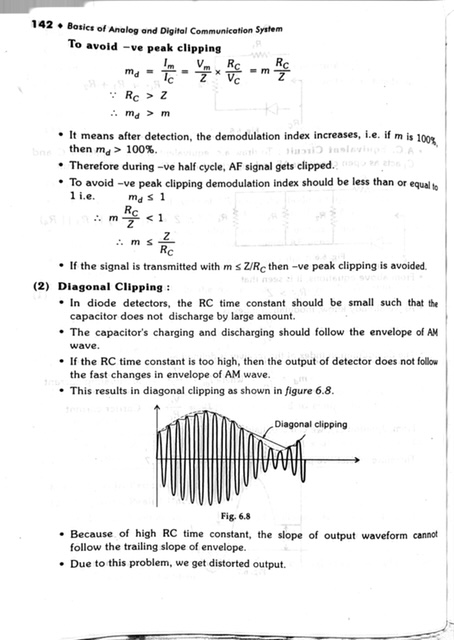 142 ◆ Basics of Analog and Digital Communication System
To avoid –ve peak clipping
m_d = I_m / I_C = V_m / Z × R_C / V_C = m R_C / Z
∵ R_C > Z
∴ m_d > m
• It means after detection, the demodulation index increases, i.e. if m is 100%
then m_d > 100%.
• Therefore during –ve half cycle, AF signal gets clipped.
• To avoid –ve peak clipping demodulation index should be less than or equal to
1 i.e. m_d ≤ 1
∴ m R_C / Z < 1
∴ m ≤ Z / R_C
• If the signal is transmitted with m ≤ Z/R_C then –ve peak clipping is avoided.
(2) Diagonal Clipping :
• In diode detectors, the RC time constant should be small such that the
capacitor does not discharge by large amount.
• The capacitor's charging and discharging should follow the envelope of AM
wave.
• If the RC time constant is too high, then the output of detector does not follow
the fast changes in envelope of AM wave.
• This results in diagonal clipping as shown in figure 6.8.
Diagonal clipping
Fig. 6.8
• Because of high RC time constant, the slope of output waveform cannot
follow the trailing slope of envelope.
• Due to this problem, we get distorted output.